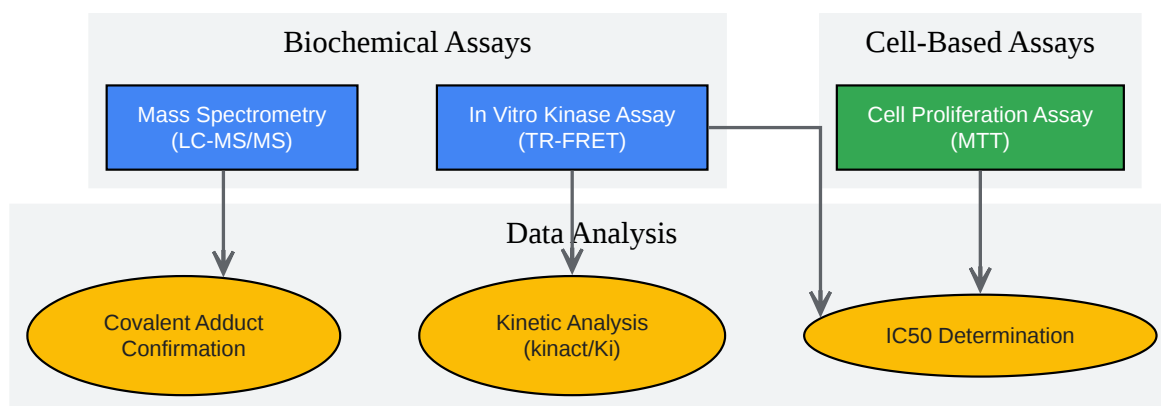 Biochemical Assays
Cell-Based Assays
Mass Spectrometry
(LC-MS/MS)
In Vitro Kinase Assay
(TR-FRET)
Cell Proliferation Assay
(MTT)
Data Analysis
Covalent Adduct
Confirmation
Kinetic Analysis
(kinact/Ki)
IC50 Determination